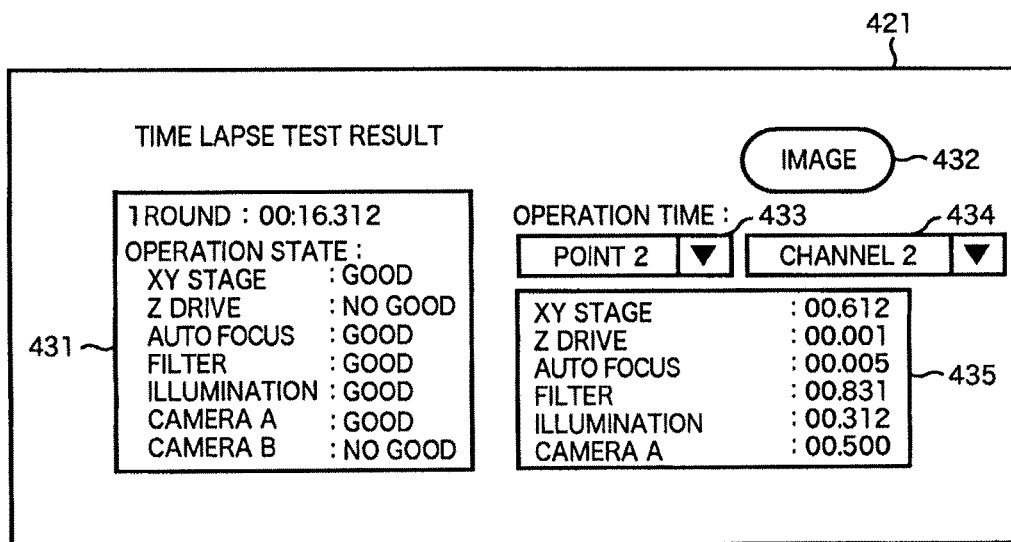 421
TIME LAPSE TEST RESULT
IMAGE
432
1 ROUND : 00:16.312
OPERATION STATE :
XY STAGE : GOOD
Z DRIVE : NO GOOD
AUTO FOCUS : GOOD
FILTER : GOOD
ILLUMINATION : GOOD
CAMERA A : GOOD
CAMERA B : NO GOOD
431
OPERATION TIME :
433
434
POINT 2 ▼
CHANNEL 2 ▼
XY STAGE : 00.612
Z DRIVE : 00.001
AUTO FOCUS : 00.005
FILTER : 00.831
ILLUMINATION : 00.312
CAMERA A : 00.500
435